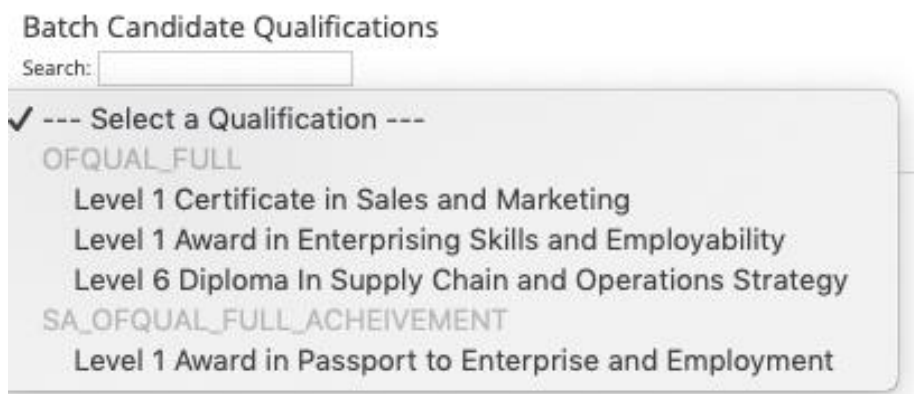 Batch Candidate Qualifications
Search:
✓ --- Select a Qualification ---
OFQUAL_FULL
Level 1 Certificate in Sales and Marketing
Level 1 Award in Enterprising Skills and Employability
Level 6 Diploma In Supply Chain and Operations Strategy
SA_OFQUAL_FULL_ACHEIVEMENT
Level 1 Award in Passport to Enterprise and Employment